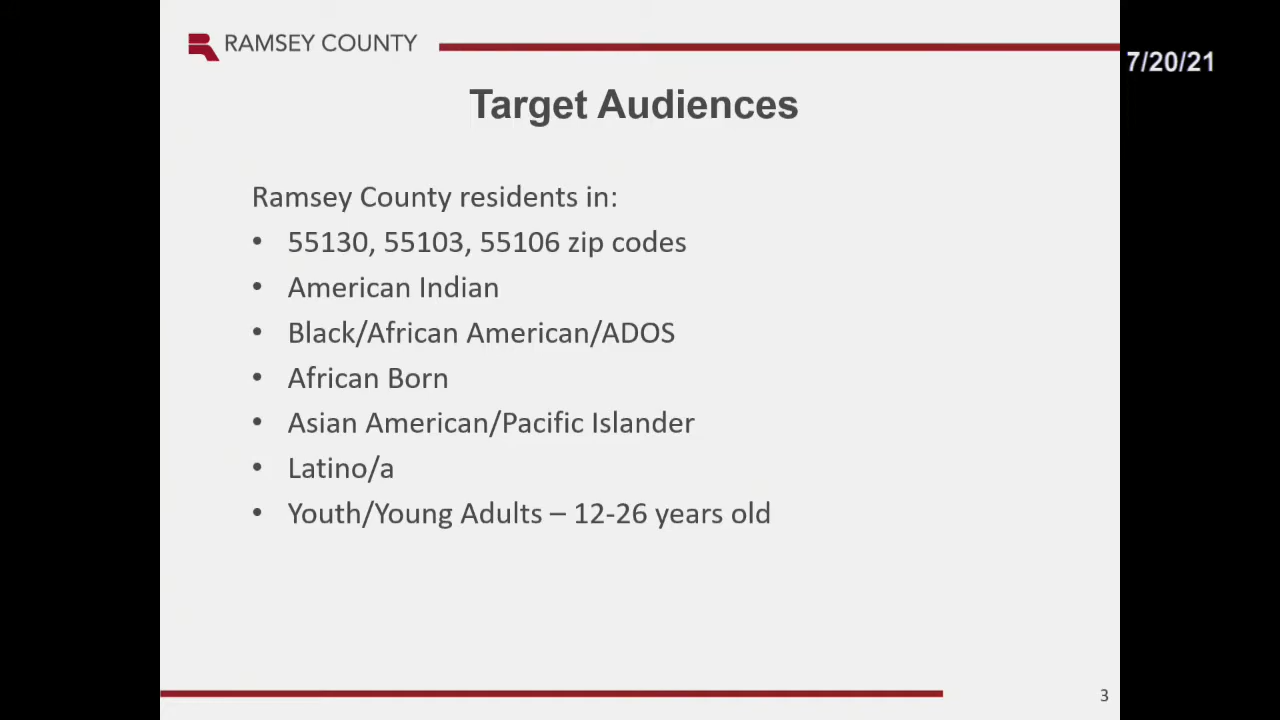 RAMSEY COUNTY
7/20/21
Target Audiences
Ramsey County residents in:
• 55130, 55103, 55106 zip codes
• American Indian
• Black/African American/ADOS
• African Born
• Asian American/Pacific Islander
• Latino/a
• Youth/Young Adults – 12-26 years old
3